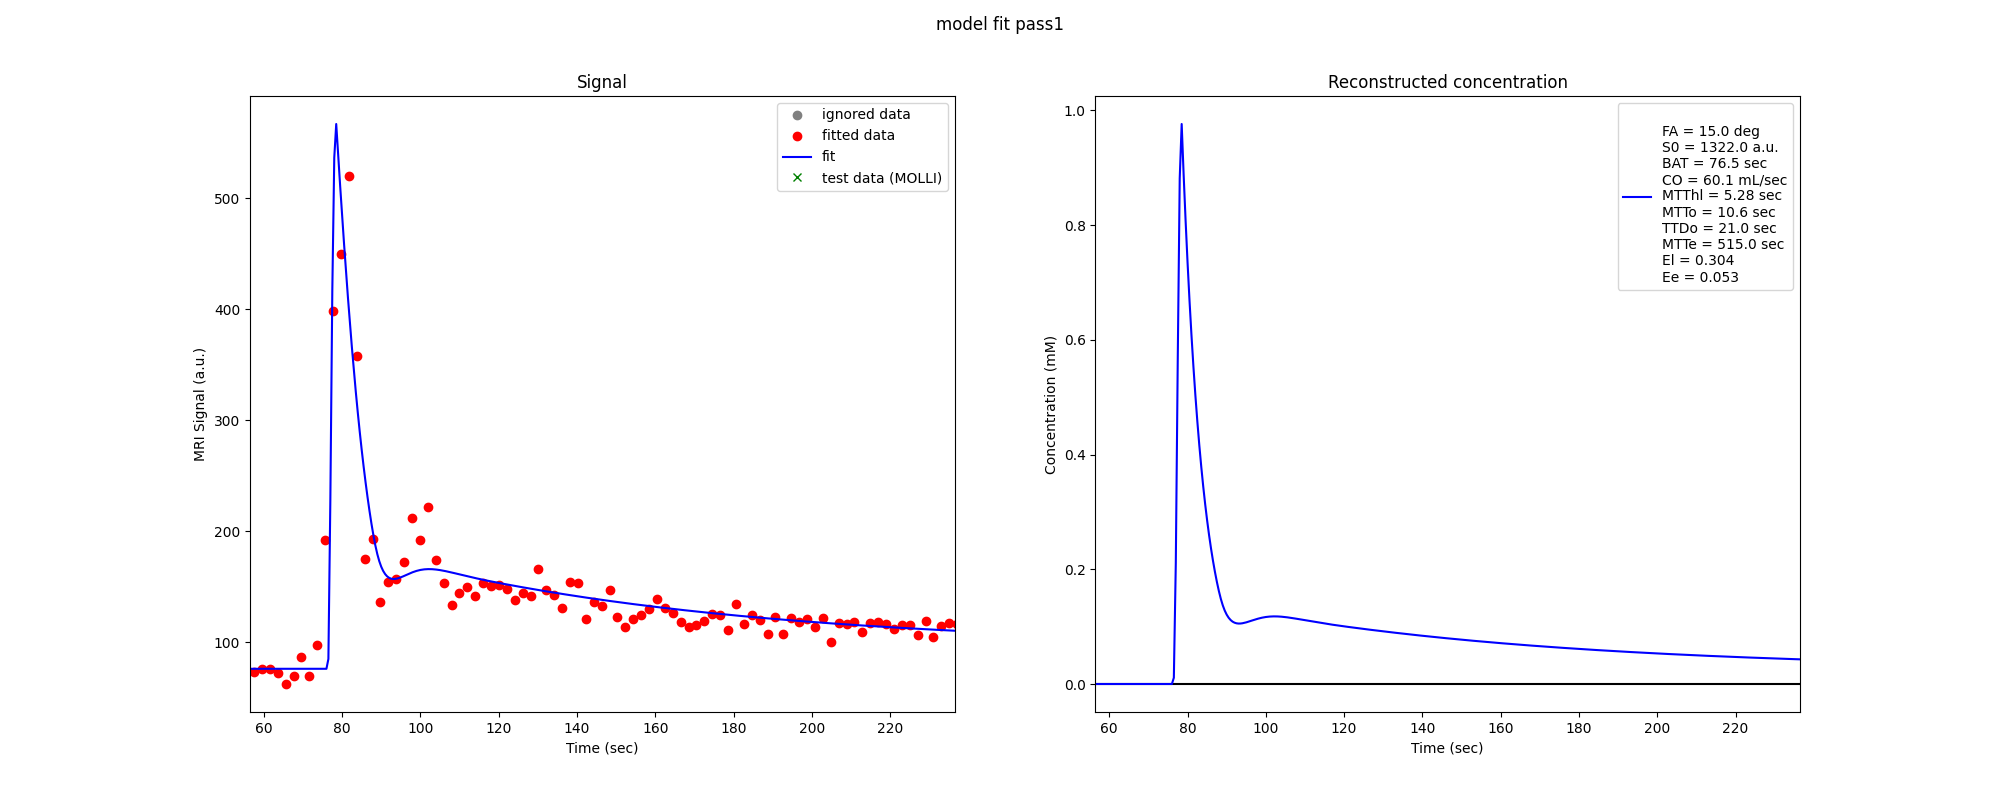 model fit pass1
Signal
MRI Signal (a.u.)
500
400
300
200
100
60 80 100 120 140 160 180 200 220
Time (sec)
ignored data
fitted data
fit
test data (MOLLI)
Reconstructed concentration
Concentration (mM)
1.0
0.8
0.6
0.4
0.2
0.0
60 80 100 120 140 160 180 200 220
Time (sec)
FA = 15.0 deg
S0 = 1322.0 a.u.
BAT = 76.5 sec
CO = 60.1 mL/sec
MTThl = 5.28 sec
MTTo = 10.6 sec
TTDo = 21.0 sec
MTTe = 515.0 sec
El = 0.304
Ee = 0.053